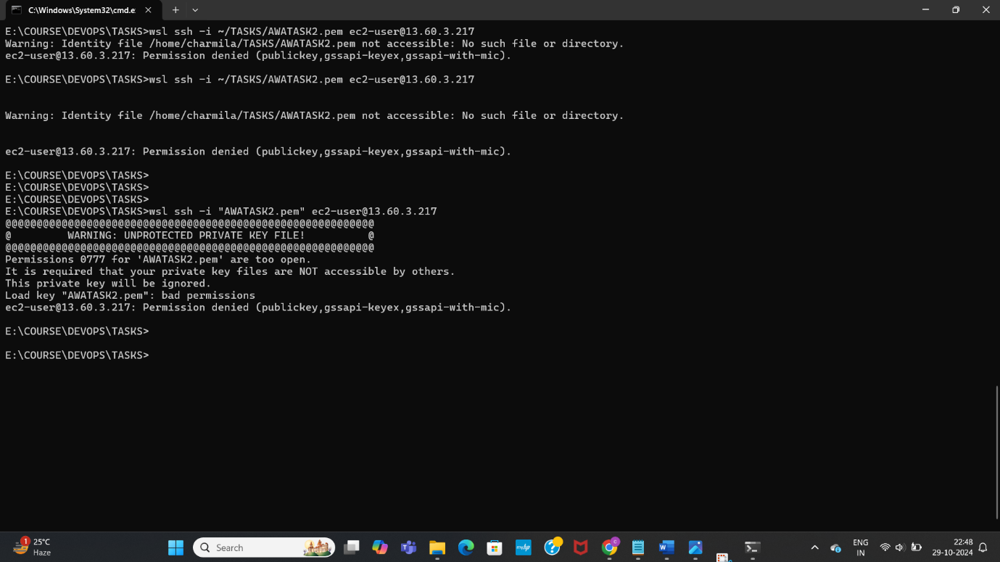 C:\Windows\System32\cmd.e
E:\COURSE\DEVOPS\TASKS>wsl ssh -i ~/TASKS/AWATASK2.pem ec2-user@13.60.3.217
Warning: Identity file /home/charmila/TASKS/AWATASK2.pem not accessible: No such file or directory.
ec2-user@13.60.3.217: Permission denied (publickey,gssapi-keyex,gssapi-with-mic).
E:\COURSE\DEVOPS\TASKS>wsl ssh -i ~/TASKS/AWATASK2.pem ec2-user@13.60.3.217
Warning: Identity file /home/charmila/TASKS/AWATASK2.pem not accessible: No such file or directory.
ec2-user@13.60.3.217: Permission denied (publickey,gssapi-keyex,gssapi-with-mic).
E:\COURSE\DEVOPS\TASKS>
E:\COURSE\DEVOPS\TASKS>
E:\COURSE\DEVOPS\TASKS>
E:\COURSE\DEVOPS\TASKS>wsl ssh -i "AWATASK2.pem" ec2-user@13.60.3.217
@@@@@@@@@@@@@@@@@@@@@@@@@@@@@@@@@@@@@@@@@@@@@@@@@@@@@@@@@@@
@         WARNING: UNPROTECTED PRIVATE KEY FILE!          @
@@@@@@@@@@@@@@@@@@@@@@@@@@@@@@@@@@@@@@@@@@@@@@@@@@@@@@@@@@@
Permissions 0777 for 'AWATASK2.pem' are too open.
It is required that your private key files are NOT accessible by others.
This private key will be ignored.
Load key "AWATASK2.pem": bad permissions
ec2-user@13.60.3.217: Permission denied (publickey,gssapi-keyex,gssapi-with-mic).
E:\COURSE\DEVOPS\TASKS>
E:\COURSE\DEVOPS\TASKS>
1
25°C
Haze
Search
myhp
C
ENG
IN
22:48
29-10-2024